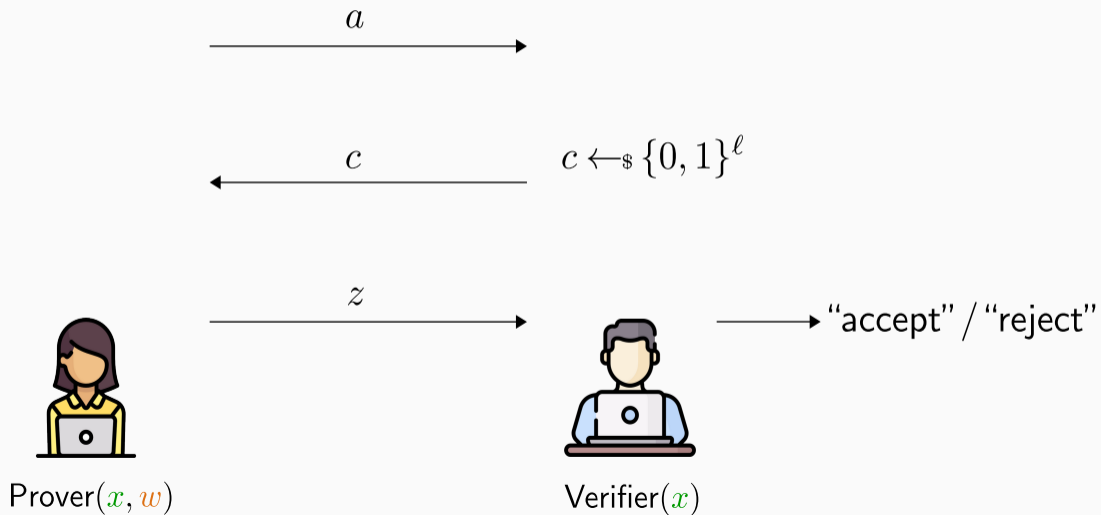 a
c
c ←$ {0, 1}^ℓ
z
“accept” / “reject”
Prover(x, w)
Verifier(x)